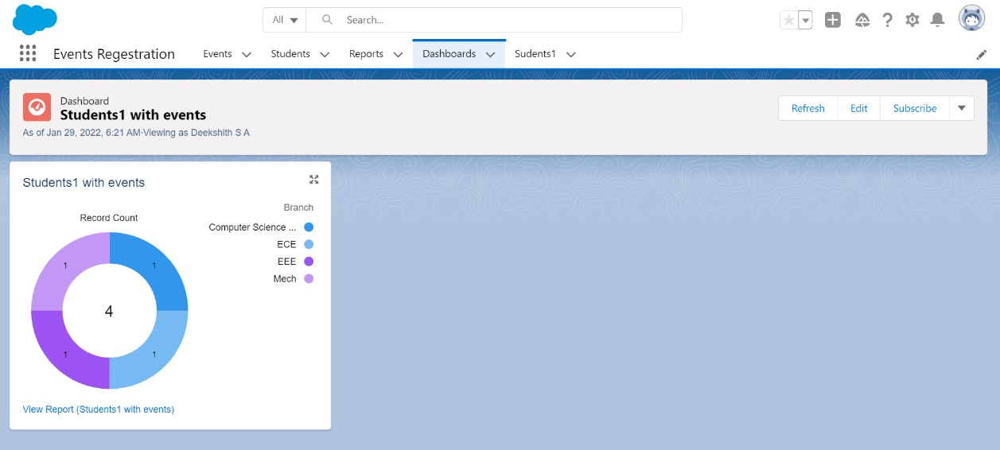 All Search...
Events Regestration Events Students Reports Dashboards Sudents1
Dashboard
Students1 with events
As of Jan 29, 2022, 6:21 AM·Viewing as Deekshith S A
Refresh Edit Subscribe
Students1 with events
Branch
Record Count
Computer Science ...
ECE
EEE
Mech
1 1
4
1 1
View Report (Students1 with events)